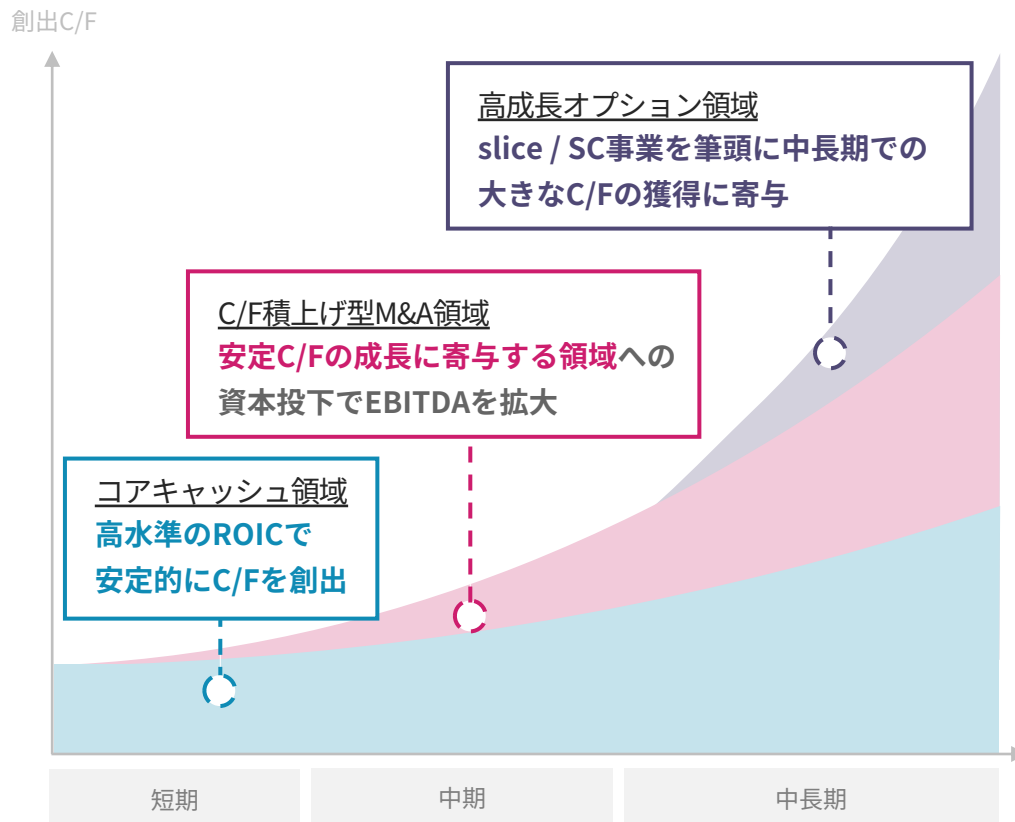 創出C/F
高成長オプション領域
slice / SC事業を筆頭に中長期での
大きなC/Fの獲得に寄与
C/F積上げ型M&A領域
安定C/Fの成長に寄与する領域への
資本投下でEBITDAを拡大
コアキャッシュ領域
高水準のROICで
安定的にC/Fを創出
短期
中期
中長期